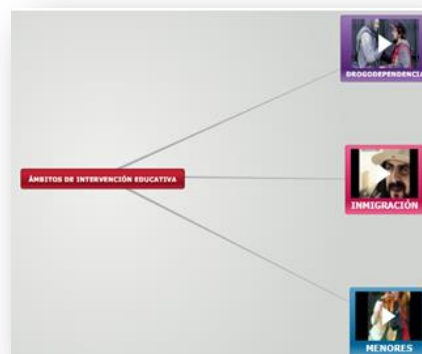 DROGODEPENDENCIA
ÁMBITOS DE INTERVENCIÓN EDUCATIVA
INMIGRACIÓN
MENORES